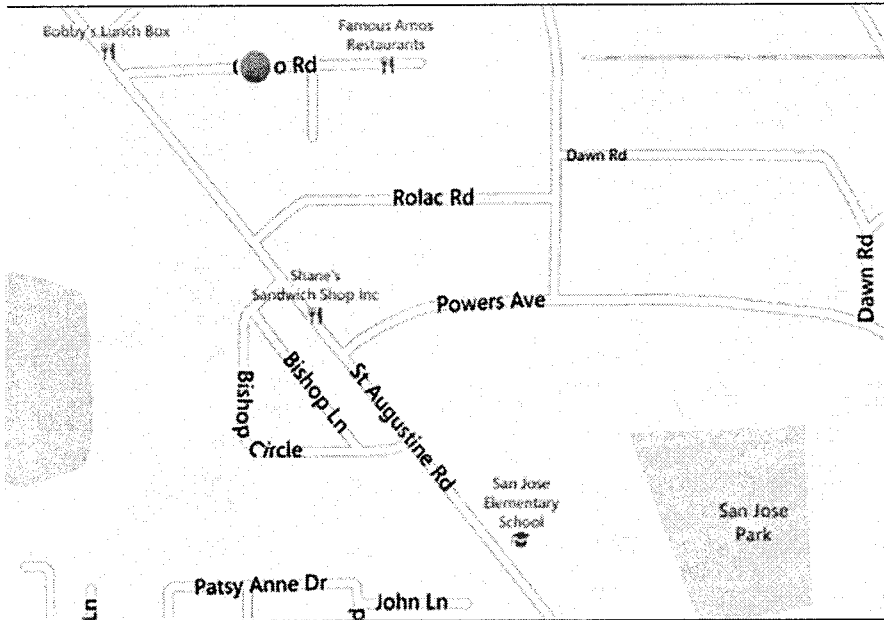 Bobby's Lunch Box
Famous Amos
Restaurants
o Rd
Dawn Rd
Rolac Rd
Dawn Rd
Shane's
Sandwich Shop Inc
Powers Ave
Bishop Ln
St Augustine Rd
Bishop
Circle
San Jose
Elementary
School
San Jose
Park
Patsy Anne Dr
John Ln
Ln